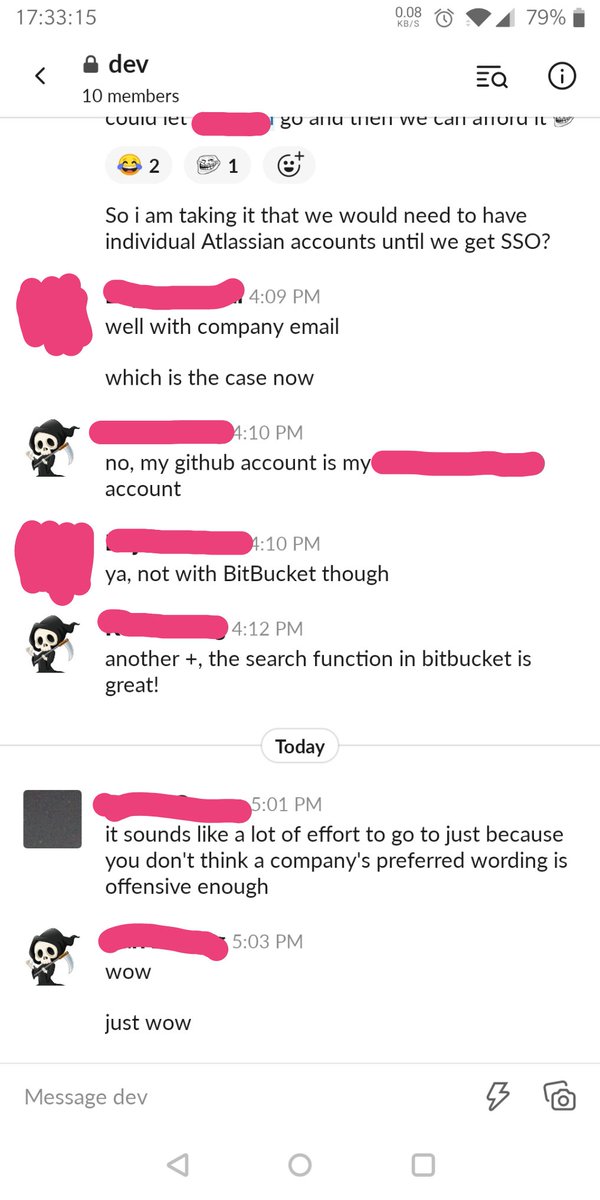 17:33:15
0.08
KB/S
79%
dev
10 members
could let go and then we can afford it
2
1
So i am taking it that we would need to have
individual Atlassian accounts until we get SSO?
4:09 PM
well with company email
which is the case now
4:10 PM
no, my github account is my
account
4:10 PM
ya, not with BitBucket though
4:12 PM
another +, the search function in bitbucket is
great!
Today
5:01 PM
it sounds like a lot of effort to go to just because
you don't think a company's preferred wording is
offensive enough
5:03 PM
wow
just wow
Message dev